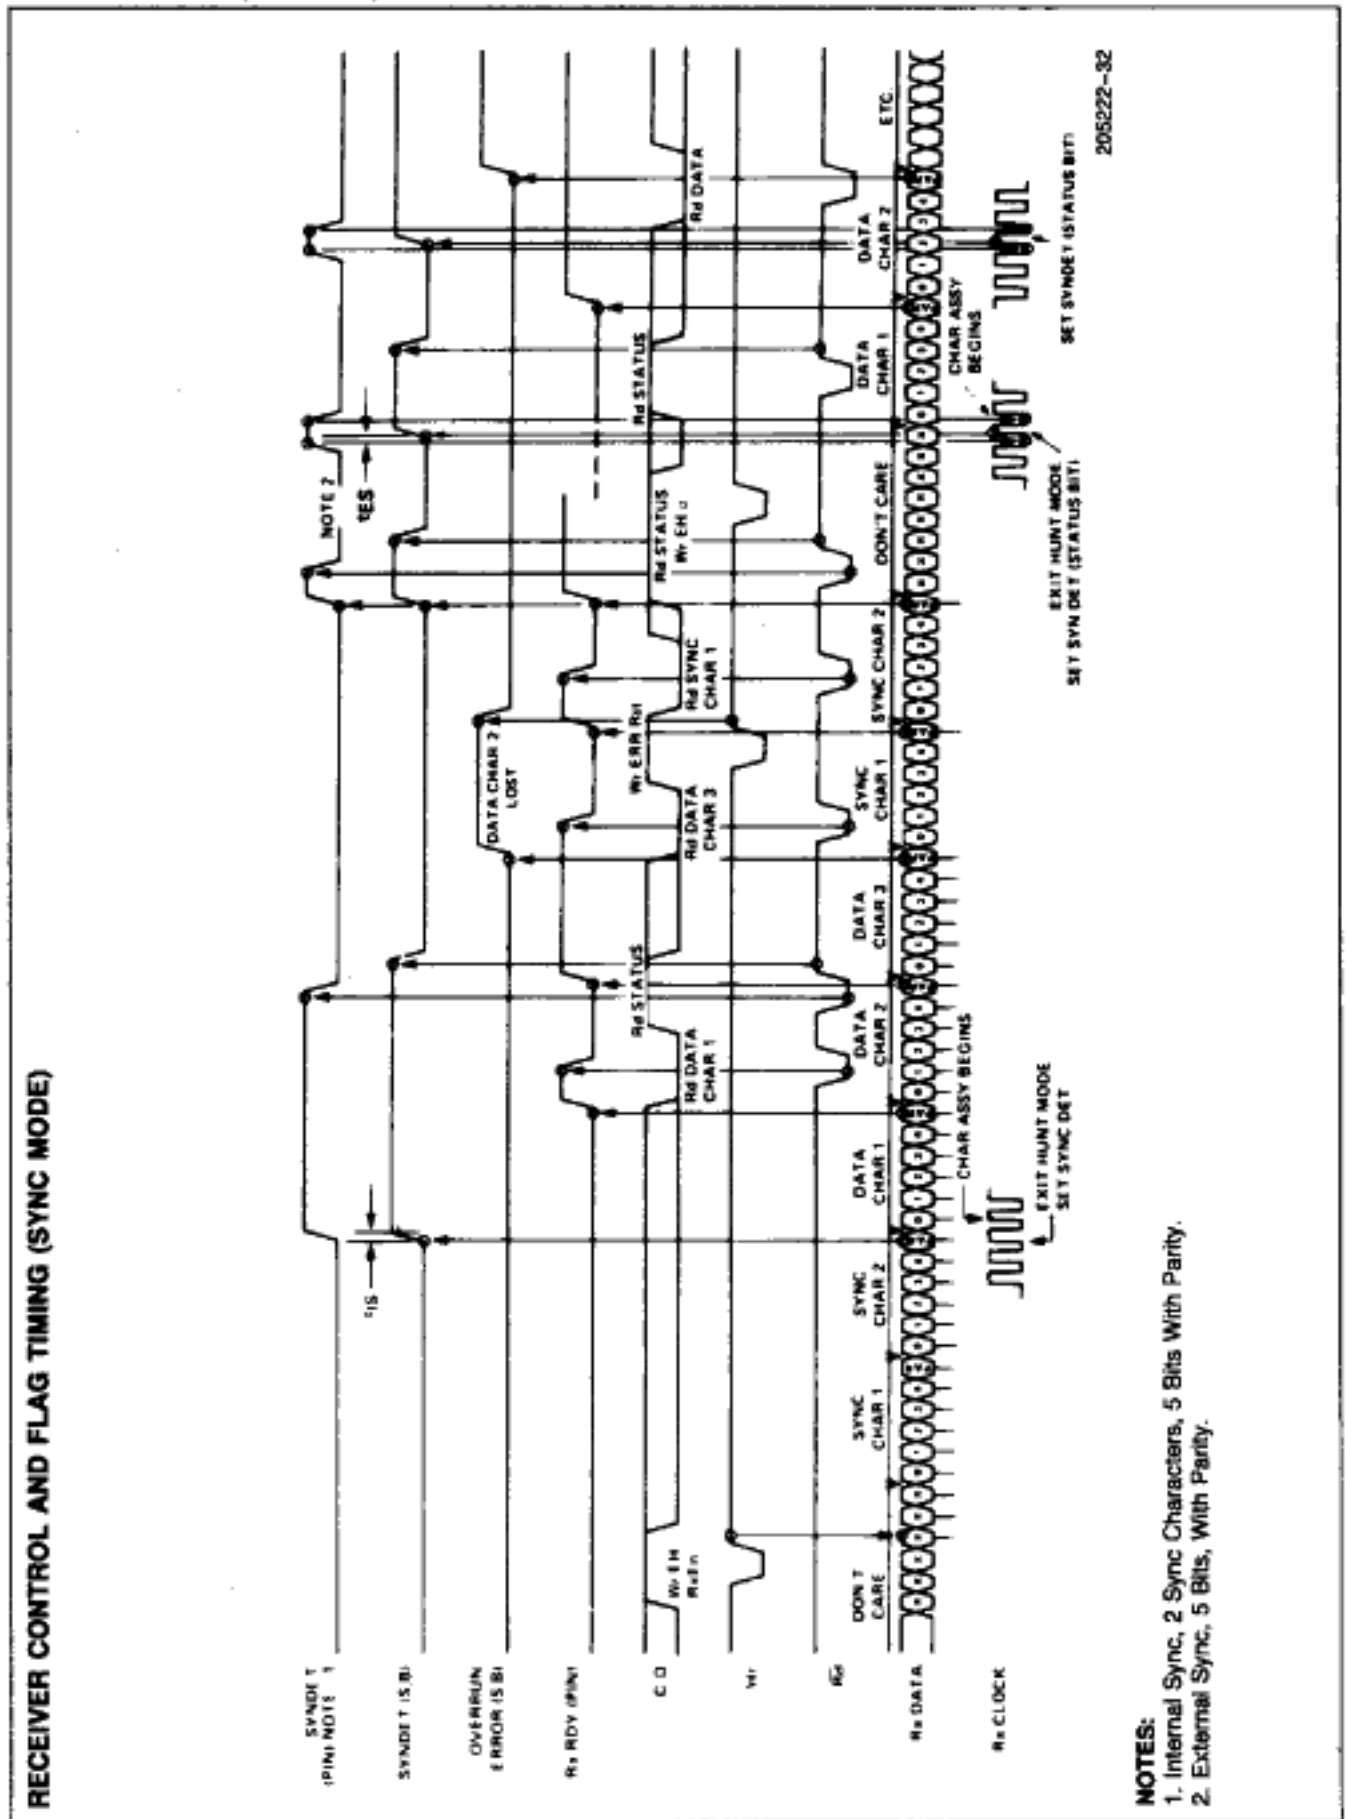 RECEIVER CONTROL AND FLAG TIMING (SYNC MODE)
SYNDET
(PIN) NOTE 1
SYNDET (S.B)
OVERRUN
ERROR (S.B)
Rx RDY (PIN)
C D
Wr
Rd
Rx DATA
Rx CLOCK
tIS
NOTE 2
tES
DATA CHAR 2
LOST
Wr EH
RxEn
Rd DATA
CHAR 1
Rd STATUS
Rd DATA
CHAR 3
Wr ERR Rst
Rd SYNC
CHAR 1
Rd STATUS
Wr EH
Rd STATUS
Rd DATA
DON'T
CARE
SYNC
CHAR 1
SYNC
CHAR 2
DATA
CHAR 1
DATA
CHAR 2
DATA
CHAR 3
SYNC
CHAR 1
SYNC CHAR 2
DON'T CARE
DATA
CHAR 1
DATA
CHAR 2
ETC.
CHAR ASSY BEGINS
EXIT HUNT MODE
SET SYNC DET
CHAR ASSY
BEGINS
EXIT HUNT MODE
SET SYN DET (STATUS BIT)
SET SYNDET (STATUS BIT)
205222-32
NOTES:
1. Internal Sync, 2 Sync Characters, 5 Bits With Parity.
2. External Sync, 5 Bits, With Parity.